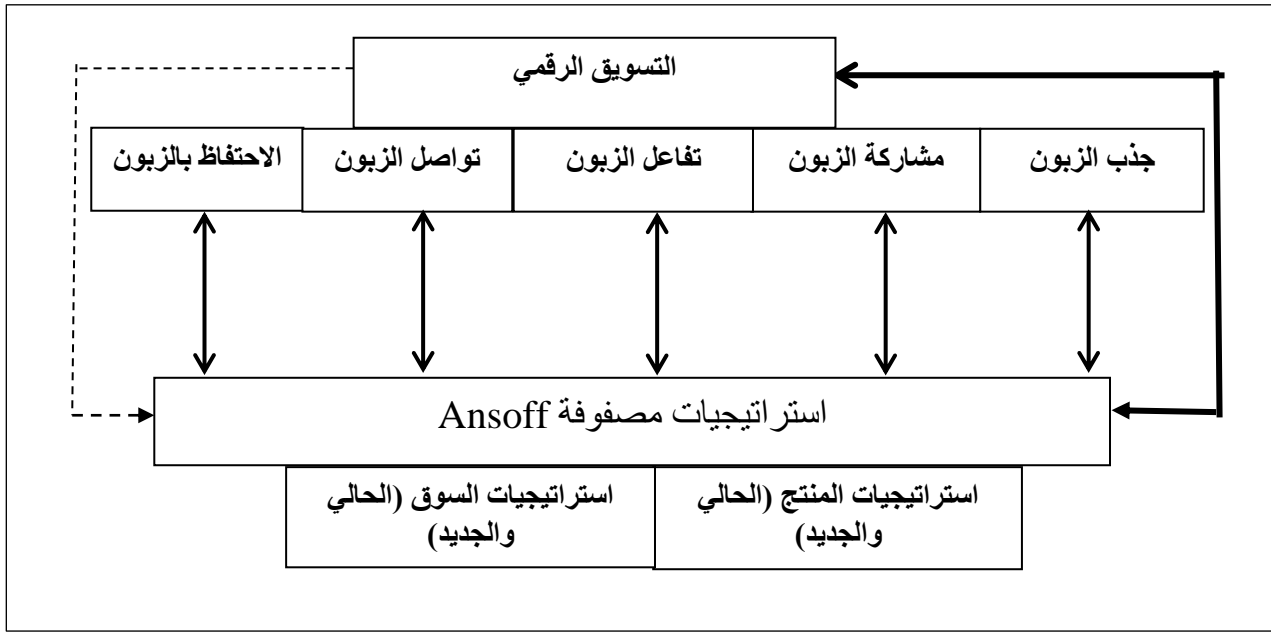 التسويق الرقمي
جذب الزبون
مشاركة الزبون
تفاعل الزبون
تواصل الزبون
الاحتفاظ بالزبون
استراتيجيات مصفوفة Ansoff
استراتيجيات المنتج (الحالي
والجديد)
استراتيجيات السوق (الحالي
والجديد)